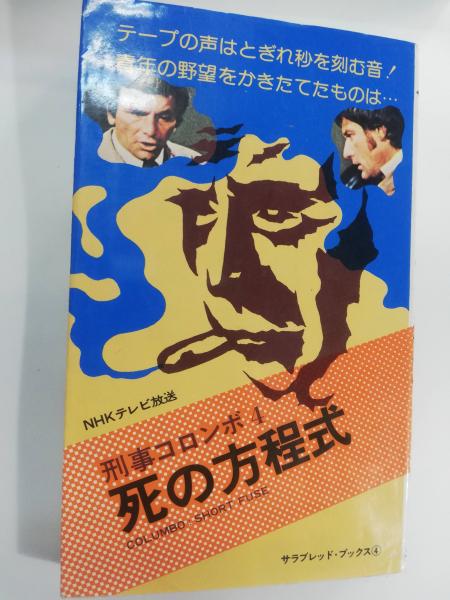 テープの声はとぎれ秒を刻む音!
青年の野望をかきたてたものは…
NHKテレビ放送
刑事コロンボ 4
死の方程式
COLUMBO: SHORT FUSE
サラブレッド・ブックス④